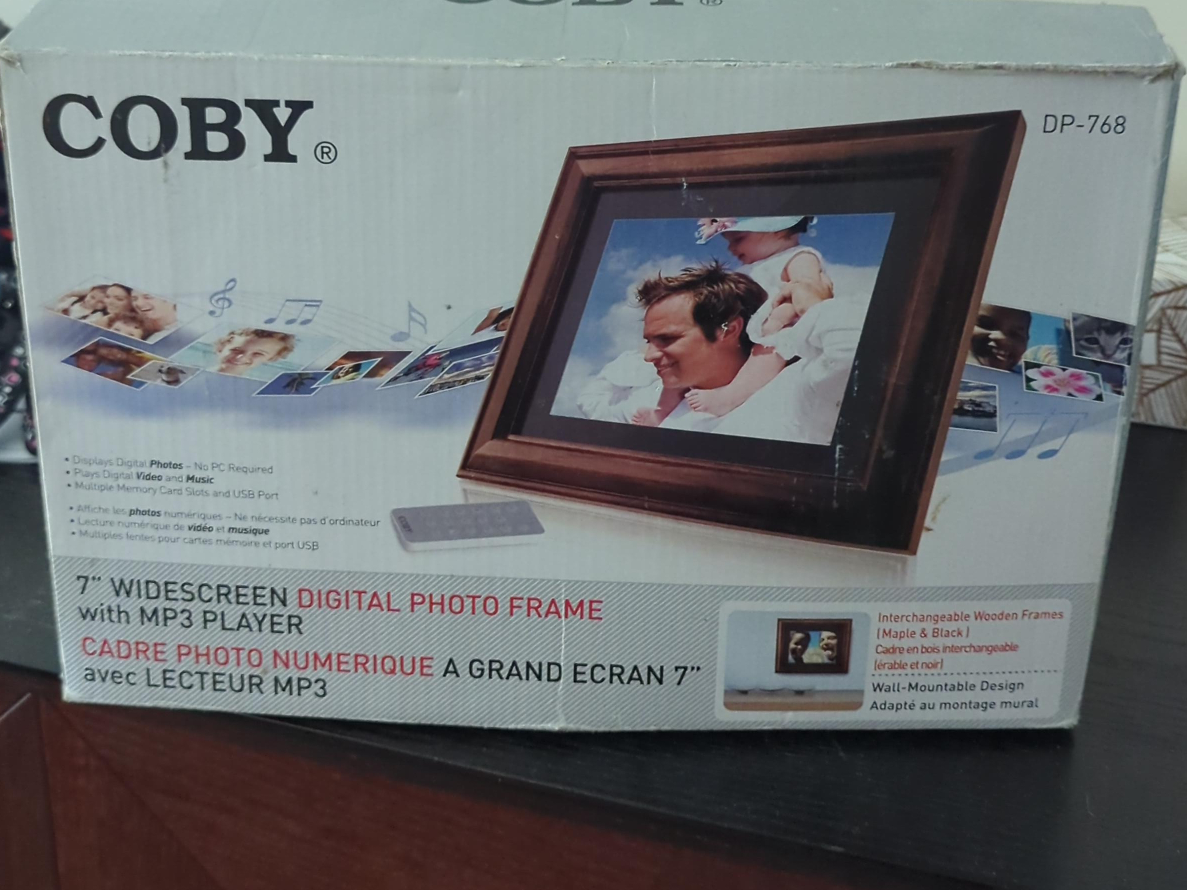 COBY®
COBY®
DP-768
• Displays Digital Photos – No PC Required
• Plays Digital Video and Music
• Multiple Memory Card Slots and USB Port
• Affiche les photos numériques – Ne nécessite pas d'ordinateur
• Lecture numérique de vidéo et musique
• Multiples fentes pour cartes mémoire et port USB
COBY
7" WIDESCREEN DIGITAL PHOTO FRAME
with MP3 PLAYER
CADRE PHOTO NUMERIQUE A GRAND ECRAN 7"
avec LECTEUR MP3
Interchangeable Wooden Frames
(Maple & Black)
Cadre en bois interchangeable
(érable et noir)
Wall-Mountable Design
Adapté au montage mural